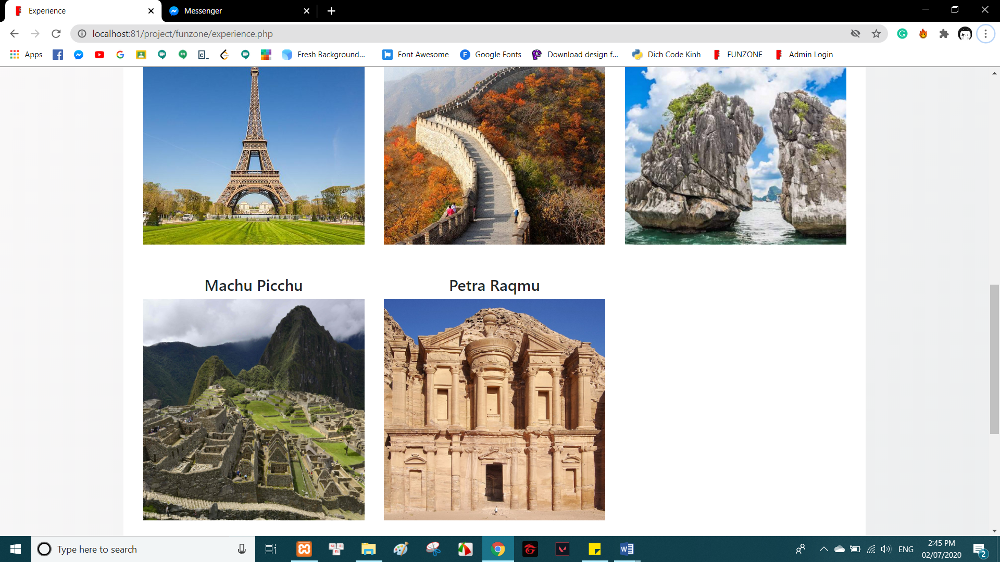 Experience
Messenger
localhost:81/project/funzone/experience.php
Apps
Fresh Background...
Font Awesome
Google Fonts
Download design f...
Dịch Code Kinh
FUNZONE
Admin Login
Machu Picchu
Petra Raqmu
Type here to search
ENG
2:45 PM
02/07/2020
2